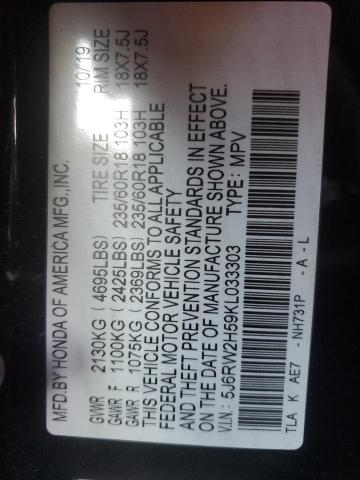 MFD.BY HONDA OF AMERICA MFG.,INC. 10/19
GVWR 2130KG (4695LBS) TIRE SIZE RIM SIZE
GAWR F 1100KG (2425LBS) 235/60R18 103H 18X7.5J
GAWR R 1075KG (2369LBS) 235/60R18 103H 18X7.5J
THIS VEHICLE CONFORMS TO ALL APPLICABLE
FEDERAL MOTOR VEHICLE SAFETY
AND THEFT PREVENTION STANDARDS IN EFFECT
ON THE DATE OF MANUFACTURE SHOWN ABOVE.
V.I.N.: 5J6RW2H59KL033303 TYPE: MPV
TLA K AE7 - NH731P - A - L